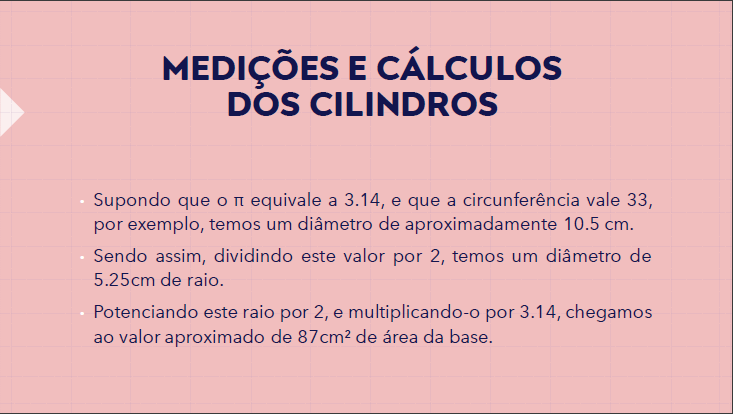 MEDIÇÕES E CÁLCULOS
DOS CILINDROS
• Supondo que o π equivale a 3.14, e que a circunferência vale 33,
por exemplo, temos um diâmetro de aproximadamente 10.5 cm.
• Sendo assim, dividindo este valor por 2, temos um diâmetro de
5.25cm de raio.
• Potenciando este raio por 2, e multiplicando-o por 3.14, chegamos
ao valor aproximado de 87cm² de área da base.